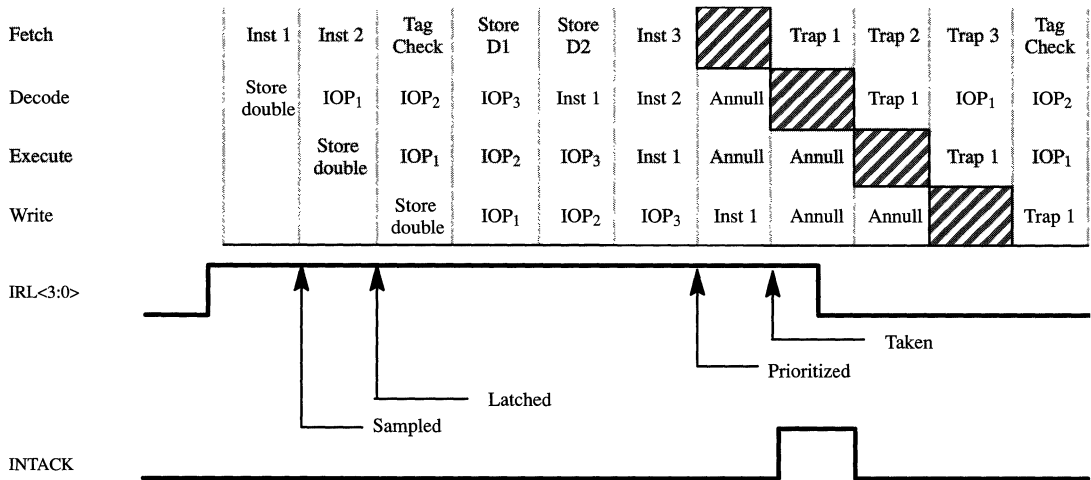 Fetch Inst 1 Inst 2 Tag Check Store D1 Store D2 Inst 3 Trap 1 Trap 2 Trap 3 Tag Check
Decode Store double IOP1 IOP2 IOP3 Inst 1 Inst 2 Annull Trap 1 IOP1 IOP2
Execute Store double IOP1 IOP2 IOP3 Inst 1 Annull Annull Trap 1 IOP1
Write Store double IOP1 IOP2 IOP3 Inst 1 Annull Annull Trap 1
IRL<3:0>
Taken
Prioritized
Latched
Sampled
INTACK